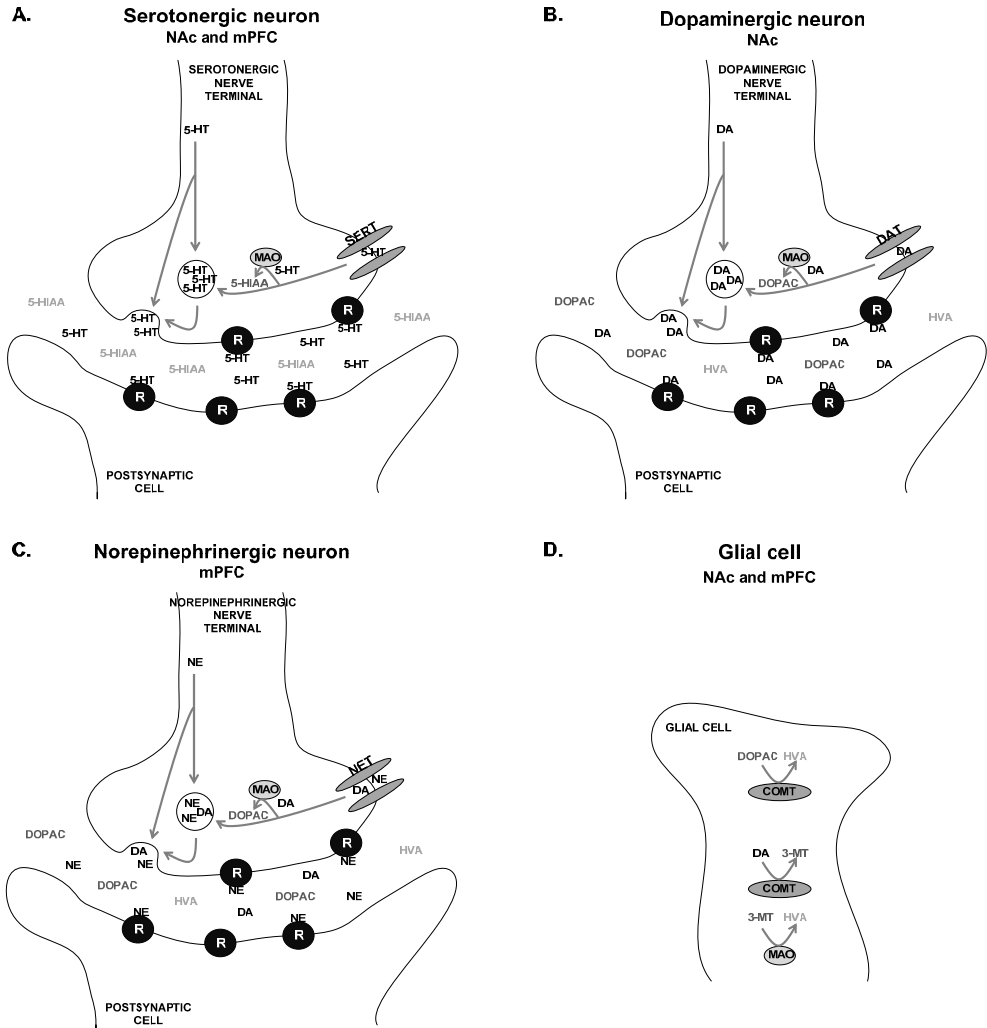 A.
Serotonergic neuron
NAc and mPFC
SEROTONERGIC
NERVE
TERMINAL
5-HT
SERT
5-HT
MAO
5-HT
5-HIAA
5-HT
5-HT
5-HT
5-HIAA
5-HT
5-HT
5-HT
R
5-HT
5-HIAA
5-HT
R
5-HT
5-HIAA
5-HT
5-HIAA
5-HIAA
5-HT
5-HT
5-HT
5-HT
R
R
R
POSTSYNAPTIC
CELL
B.
Dopaminergic neuron
NAc
DOPAMINERGIC
NERVE
TERMINAL
DA
DAT
DA
MAO
DA
DOPAC
DA
DA
DA
DOPAC
DA
DA
DA
R
DA
HVA
DA
R
DA
DOPAC
DA
HVA
DOPAC
DA
DA
DA
DA
R
R
R
POSTSYNAPTIC
CELL
C.
Norepinephrinergic neuron
mPFC
NOREPINEPHRINERGIC
NERVE
TERMINAL
NE
NET
NE
DA
MAO
DA
DOPAC
NE
DA
NE
DOPAC
NE
DA
NE
R
NE
HVA
R
NE
DA
DOPAC
HVA
DOPAC
NE
NE
DA
NE
R
R
R
POSTSYNAPTIC
CELL
D.
Glial cell
NAc and mPFC
GLIAL CELL
DOPAC HVA
COMT
DA 3-MT
COMT
3-MT HVA
MAO